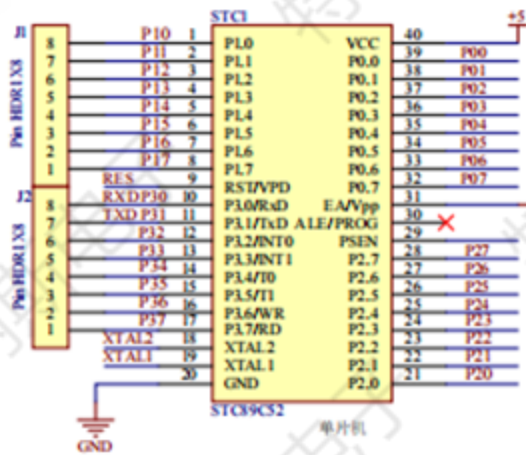 STC1
J1
Pin HDR1X8
8 P10 1 P1.0 VCC 40 +5
7 P11 2 P1.1 P0.0 39 P00
6 P12 3 P1.2 P0.1 38 P01
5 P13 4 P1.3 P0.2 37 P02
4 P14 5 P1.4 P0.3 36 P03
3 P15 6 P1.5 P0.4 35 P04
2 P16 7 P1.6 P0.5 34 P05
1 P17 8 P1.7 P0.6 33 P06
RES 9 RST/VPD P0.7 32 P07
J2
Pin HDR1X8
8 RXD P30 10 P3.0/RxD EA/Vpp 31
7 TXD P31 11 P3.1/TxD ALE/PROG 30
6 P32 12 P3.2/INT0 PSEN 29
5 P33 13 P3.3/INT1 P2.7 28 P27
4 P34 14 P3.4/T0 P2.6 27 P26
3 P35 15 P3.5/T1 P2.5 26 P25
2 P36 16 P3.6/WR P2.4 25 P24
1 P37 17 P3.7/RD P2.3 24 P23
XTAL2 18 XTAL2 P2.2 23 P22
XTAL1 19 XTAL1 P2.1 22 P21
20 GND P2.0 21 P20
STC89C52
单片机
GND